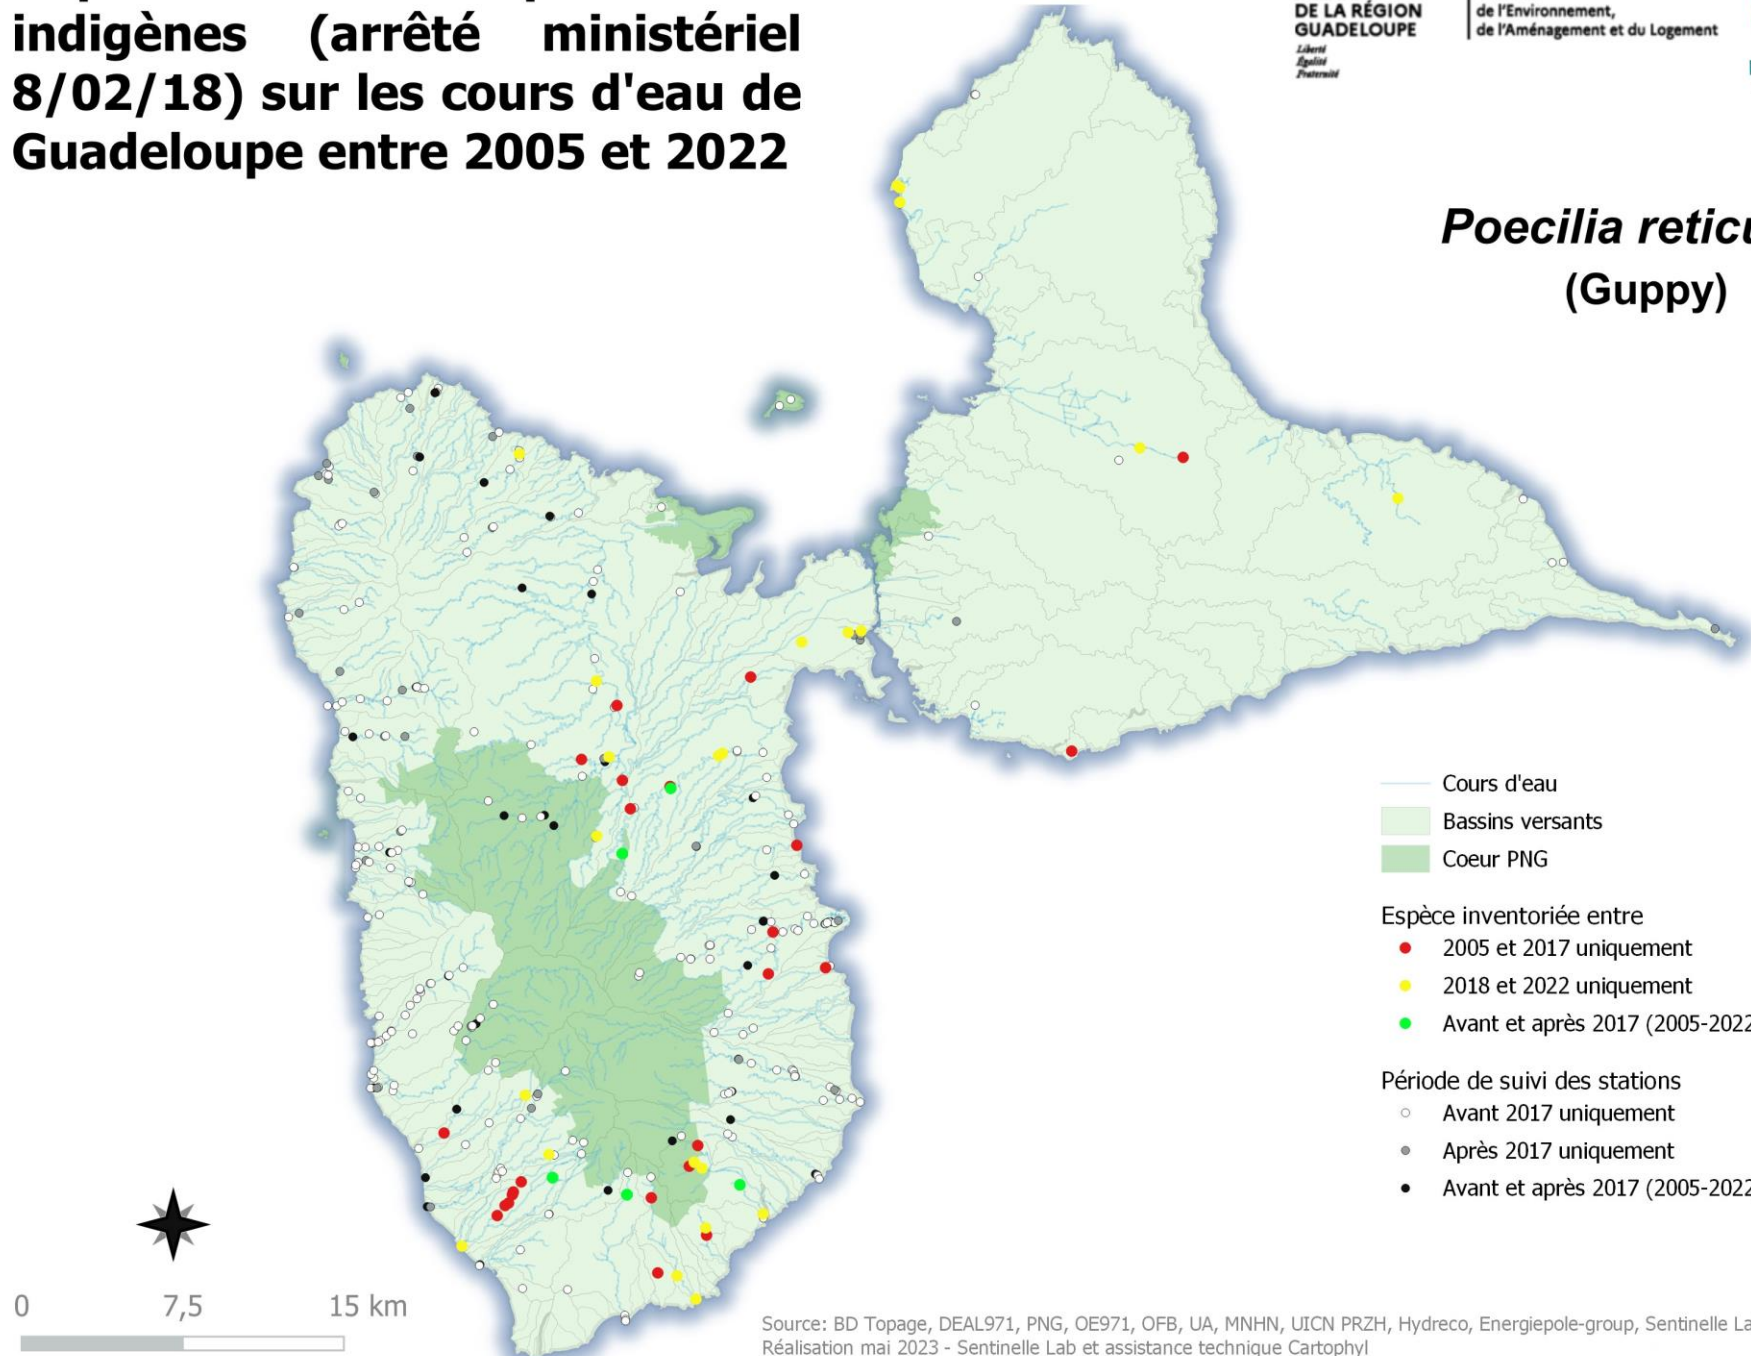 indigènes (arrêté ministériel
8/02/18) sur les cours d'eau de
Guadeloupe entre 2005 et 2022
DE LA RÉGION
GUADELOUPE
Liberté
Égalité
Fraternité
de l'Environnement,
de l'Aménagement et du Logement
Poecilia reticu
(Guppy)
Cours d'eau
Bassins versants
Coeur PNG
Espèce inventoriée entre
2005 et 2017 uniquement
2018 et 2022 uniquement
Avant et après 2017 (2005-2022
Période de suivi des stations
Avant 2017 uniquement
Après 2017 uniquement
Avant et après 2017 (2005-2022
0 7,5 15 km
Source: BD Topage, DEAL971, PNG, OE971, OFB, UA, MNHN, UICN PRZH, Hydreco, Energiepole-group, Sentinelle La
Réalisation mai 2023 - Sentinelle Lab et assistance technique Cartophyl